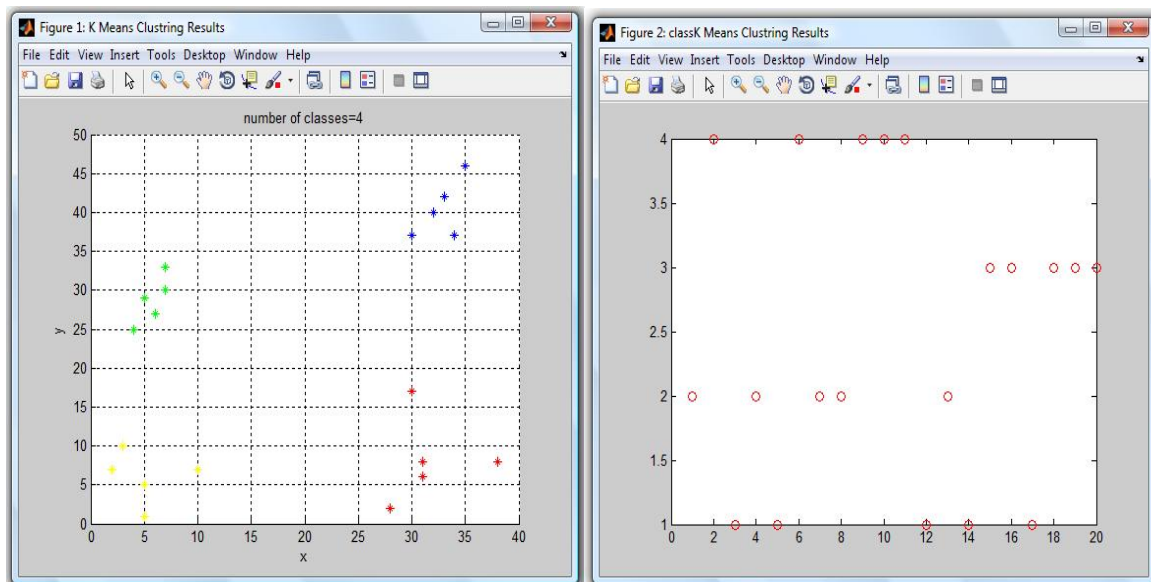 Figure 1: K Means Clustring Results
File Edit View Insert Tools Desktop Window Help
number of classes=4
50
45
40
35
30
25
20
15
10
5
0
y
0 5 10 15 20 25 30 35 40
x
Figure 2: classK Means Clustring Results
File Edit View Insert Tools Desktop Window Help
4
3.5
3
2.5
2
1.5
1
0 2 4 6 8 10 12 14 16 18 20